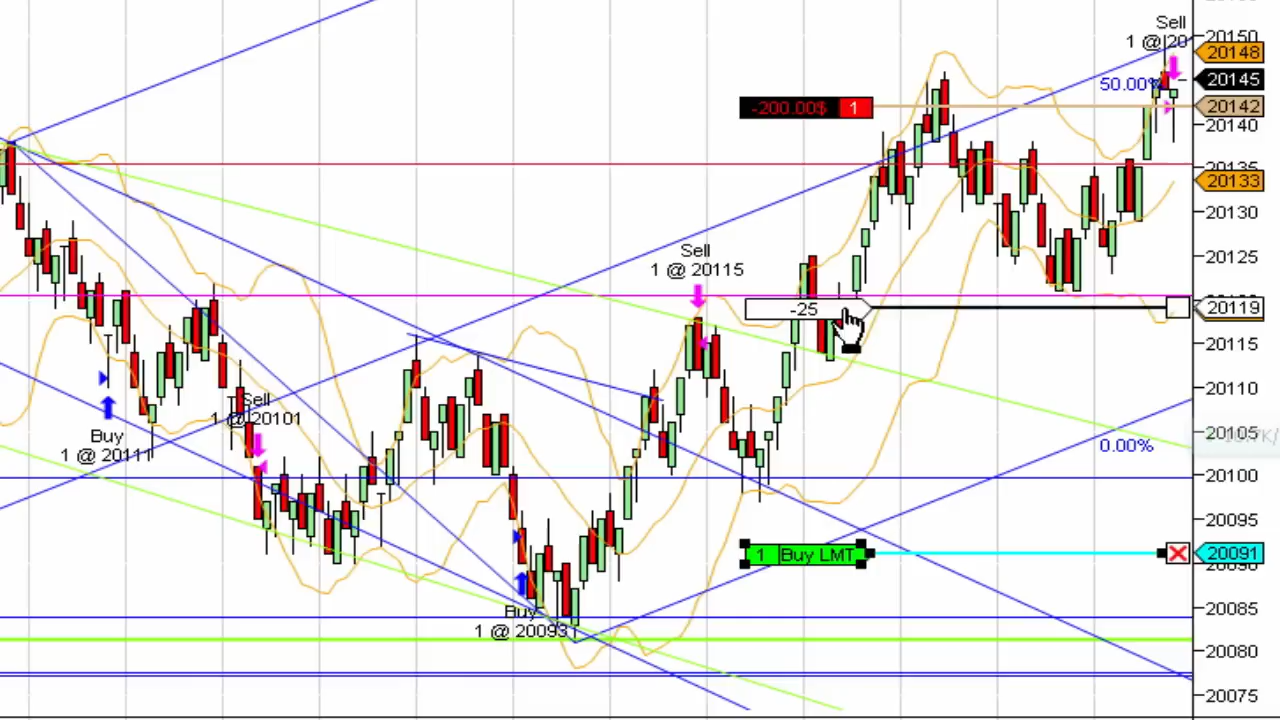 Sell
1 @ 20
20150
20148
50.00%
20145
-200.00$ 1
20142
20140
20135
20133
20130
20125
Sell
1 @ 20115
-25
20119
20115
20110
Sell
1 @ 20101
20105
Buy
1 @ 20111
0.00%
20100
20095
1 Buy LMT
20091
20090
20085
Buy
1 @ 20093
20080
20075